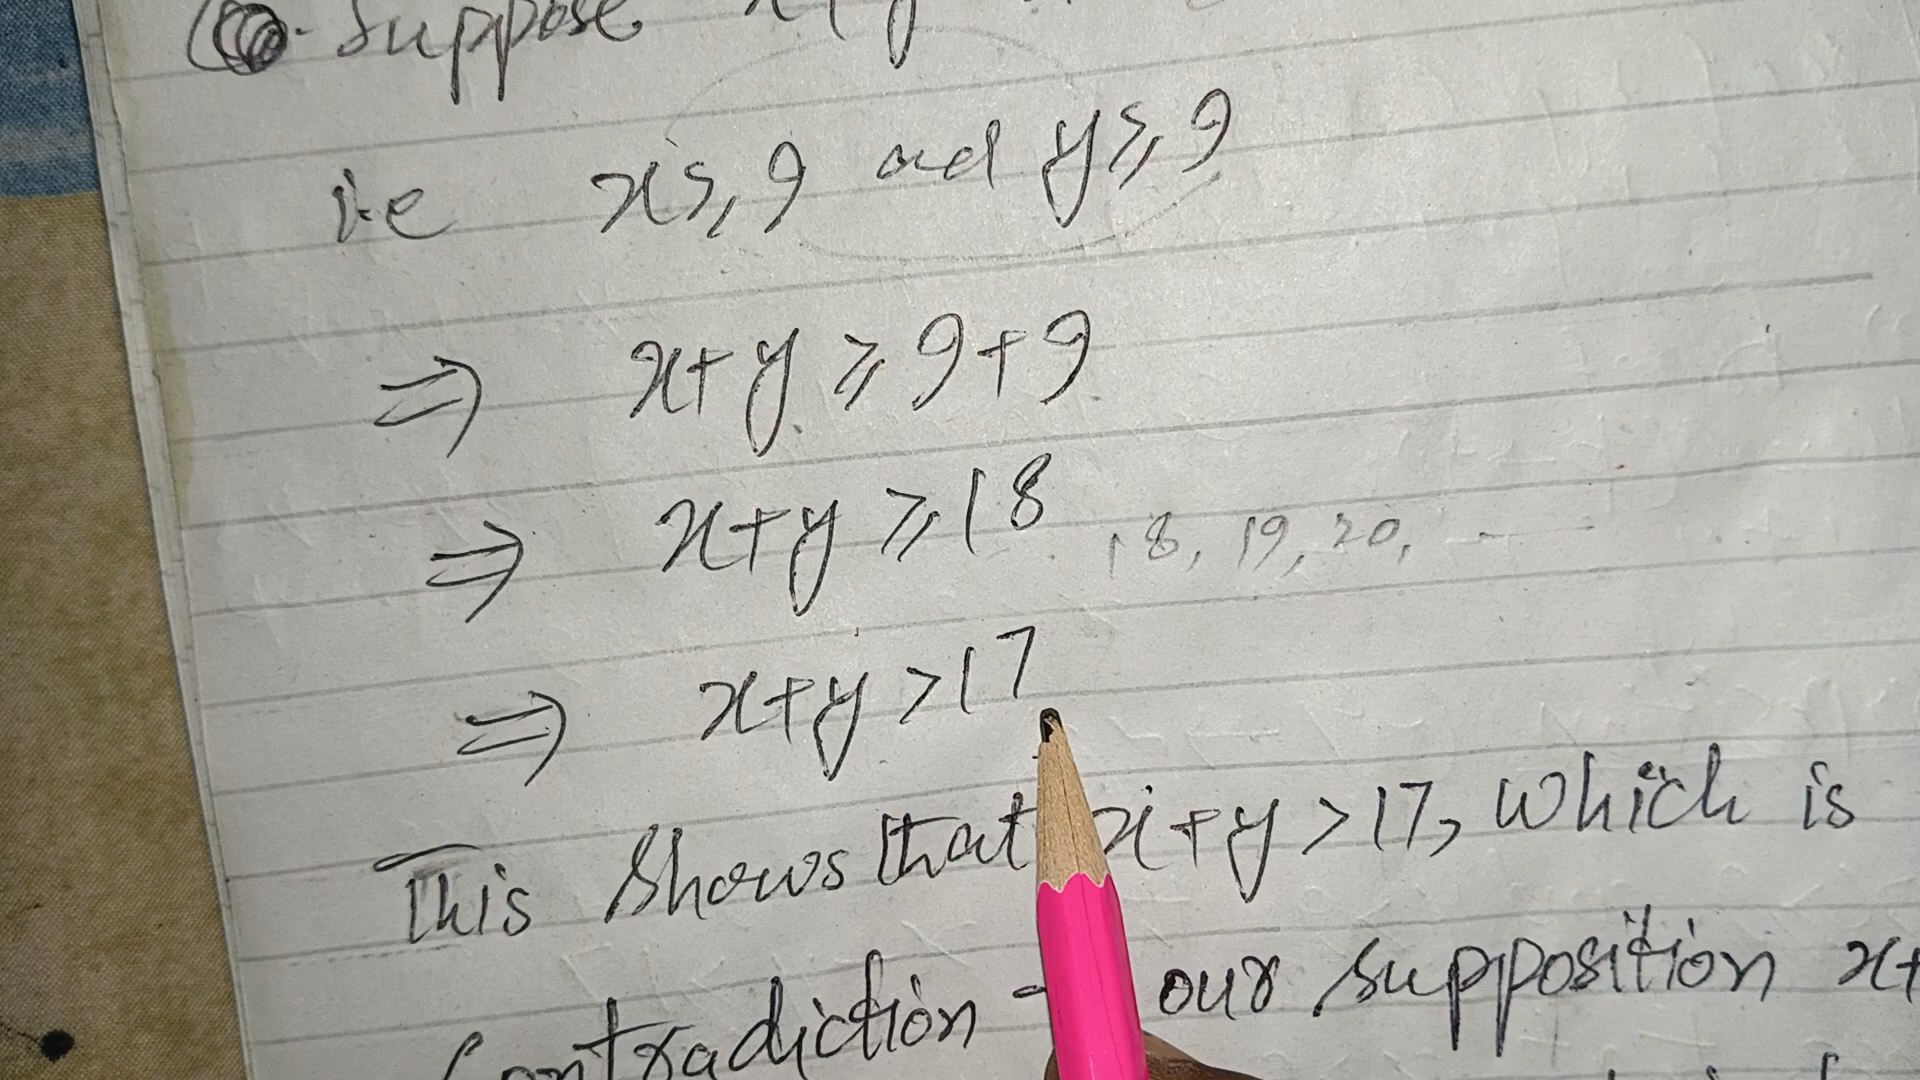 Suppose
i.e x ≥ 9 and y ≥ 9
⇒ x+y ≥ 9+9
⇒ x+y ≥ 18 18, 19, 20, - -
⇒ x+y > 17
This shows that x+y > 17, which is
contradiction our supposition x+